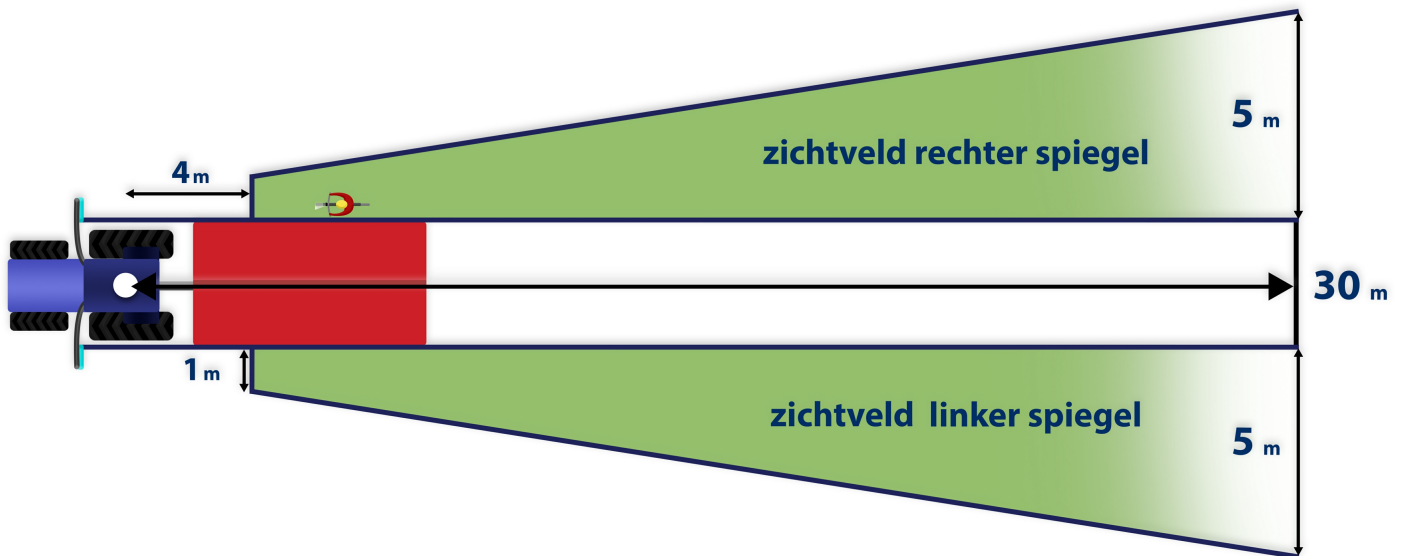 5 m
zichtveld rechter spiegel
4 m
30 m
1 m
zichtveld linker spiegel
5 m